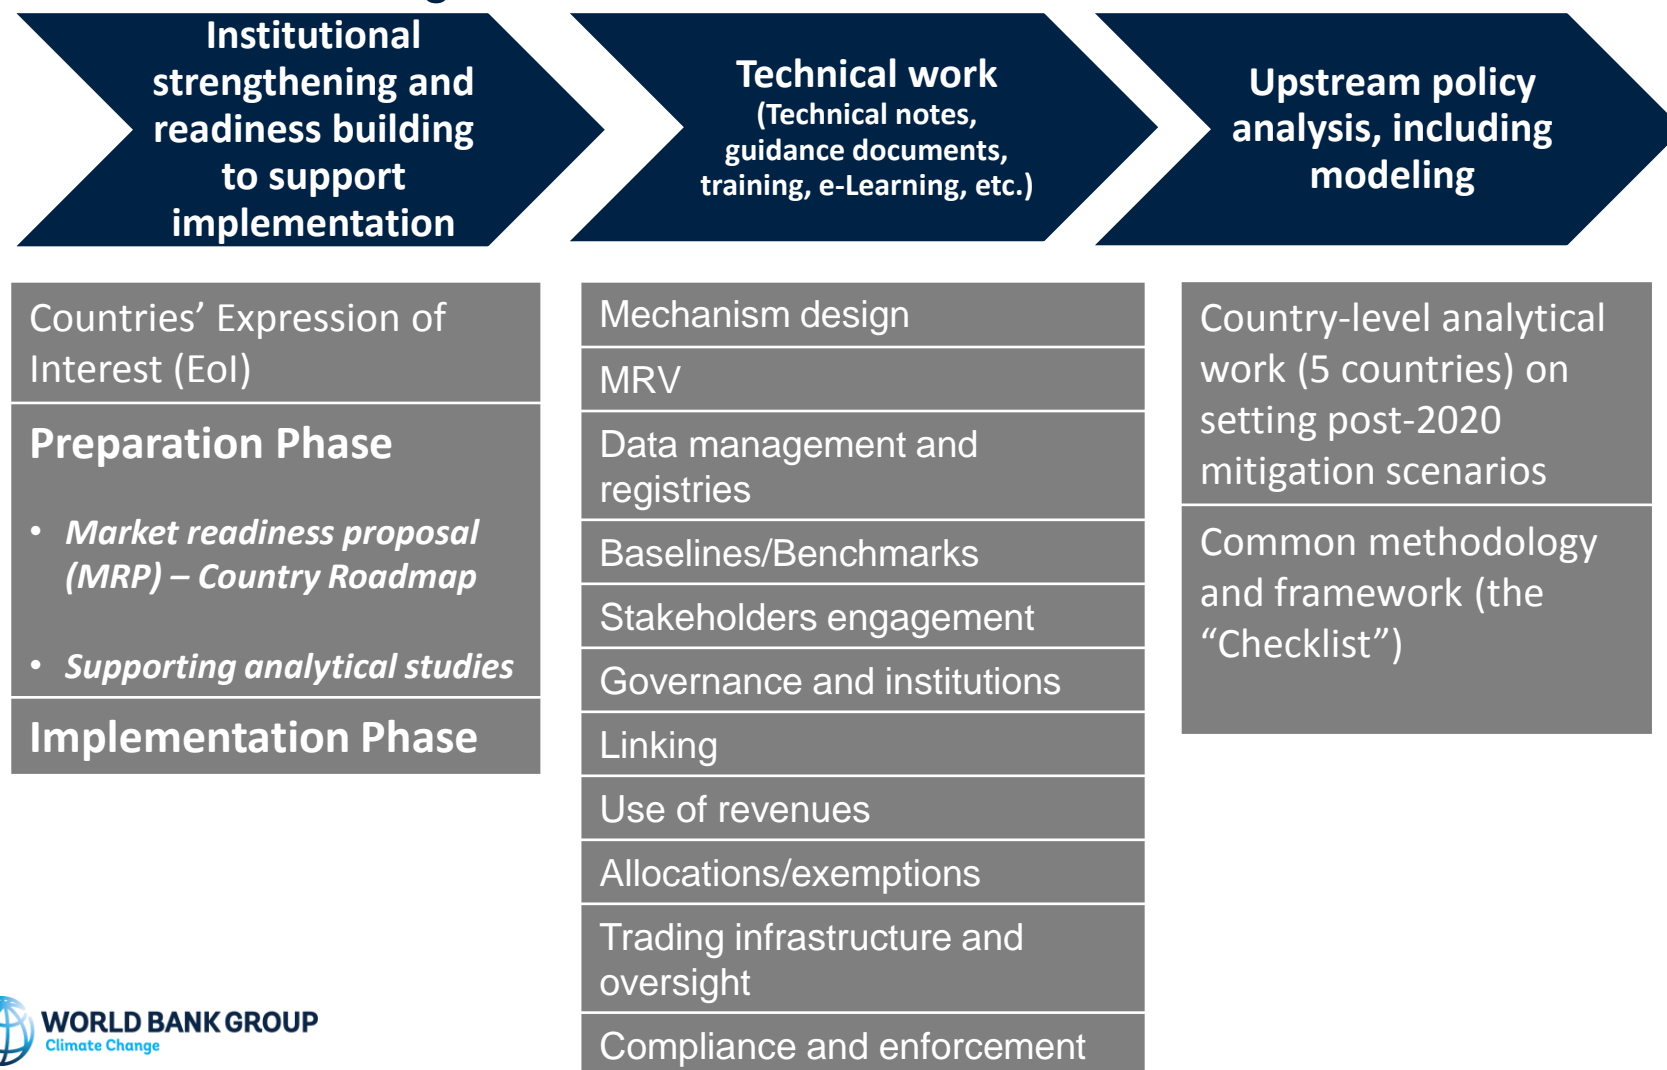 Institutional
strengthening and
readiness building
to support
implementation
Technical work
(Technical notes,
guidance documents,
training, e-Learning, etc.)
Upstream policy
analysis, including
modeling
Countries’ Expression of
Interest (EoI)
Preparation Phase
• Market readiness proposal
(MRP) – Country Roadmap
• Supporting analytical studies
Implementation Phase
Mechanism design
MRV
Data management and
registries
Baselines/Benchmarks
Stakeholders engagement
Governance and institutions
Linking
Use of revenues
Allocations/exemptions
Trading infrastructure and
oversight
Compliance and enforcement
Country-level analytical
work (5 countries) on
setting post-2020
mitigation scenarios
Common methodology
and framework (the
“Checklist”)
WORLD BANK GROUP
Climate Change